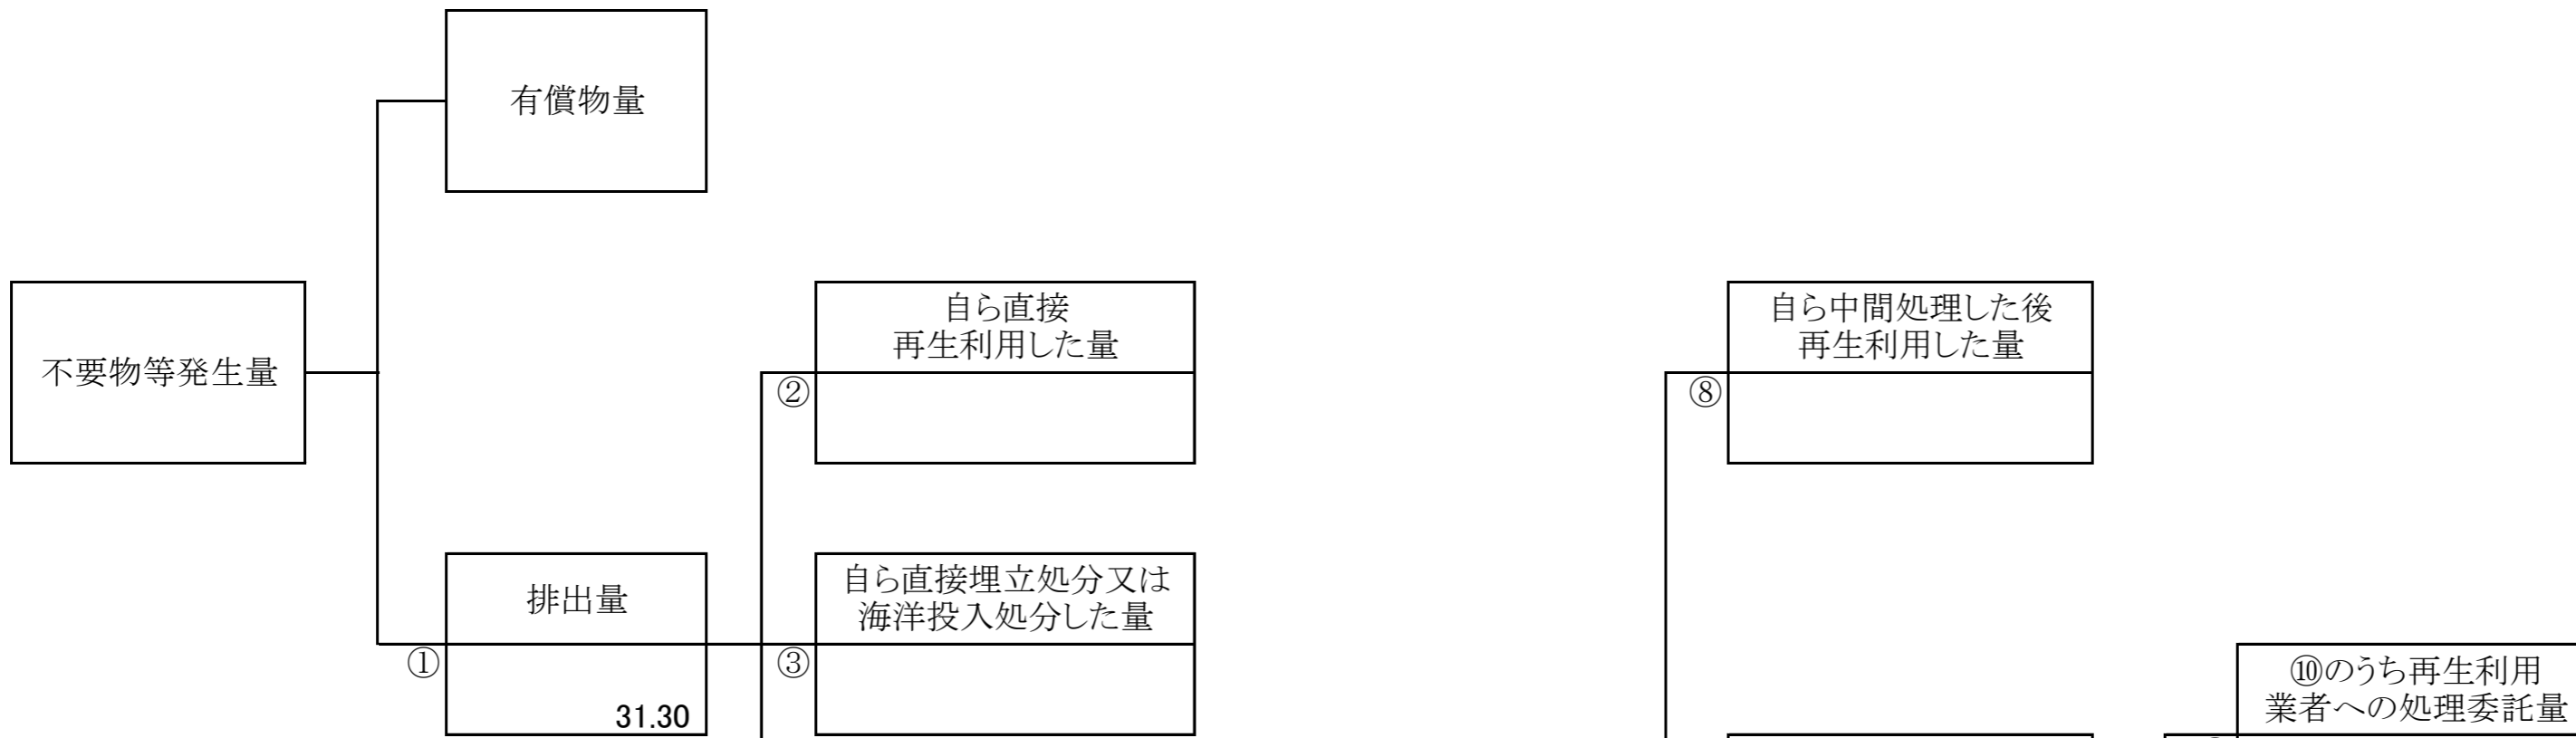 有償物量
不要物等発生量
自ら直接
再生利用した量
②
自ら中間処理した後
再生利用した量
⑧
排出量
①
31.30
自ら直接埋立処分又は
海洋投入処分した量
③
⑩のうち再生利用
業者への処理委託量